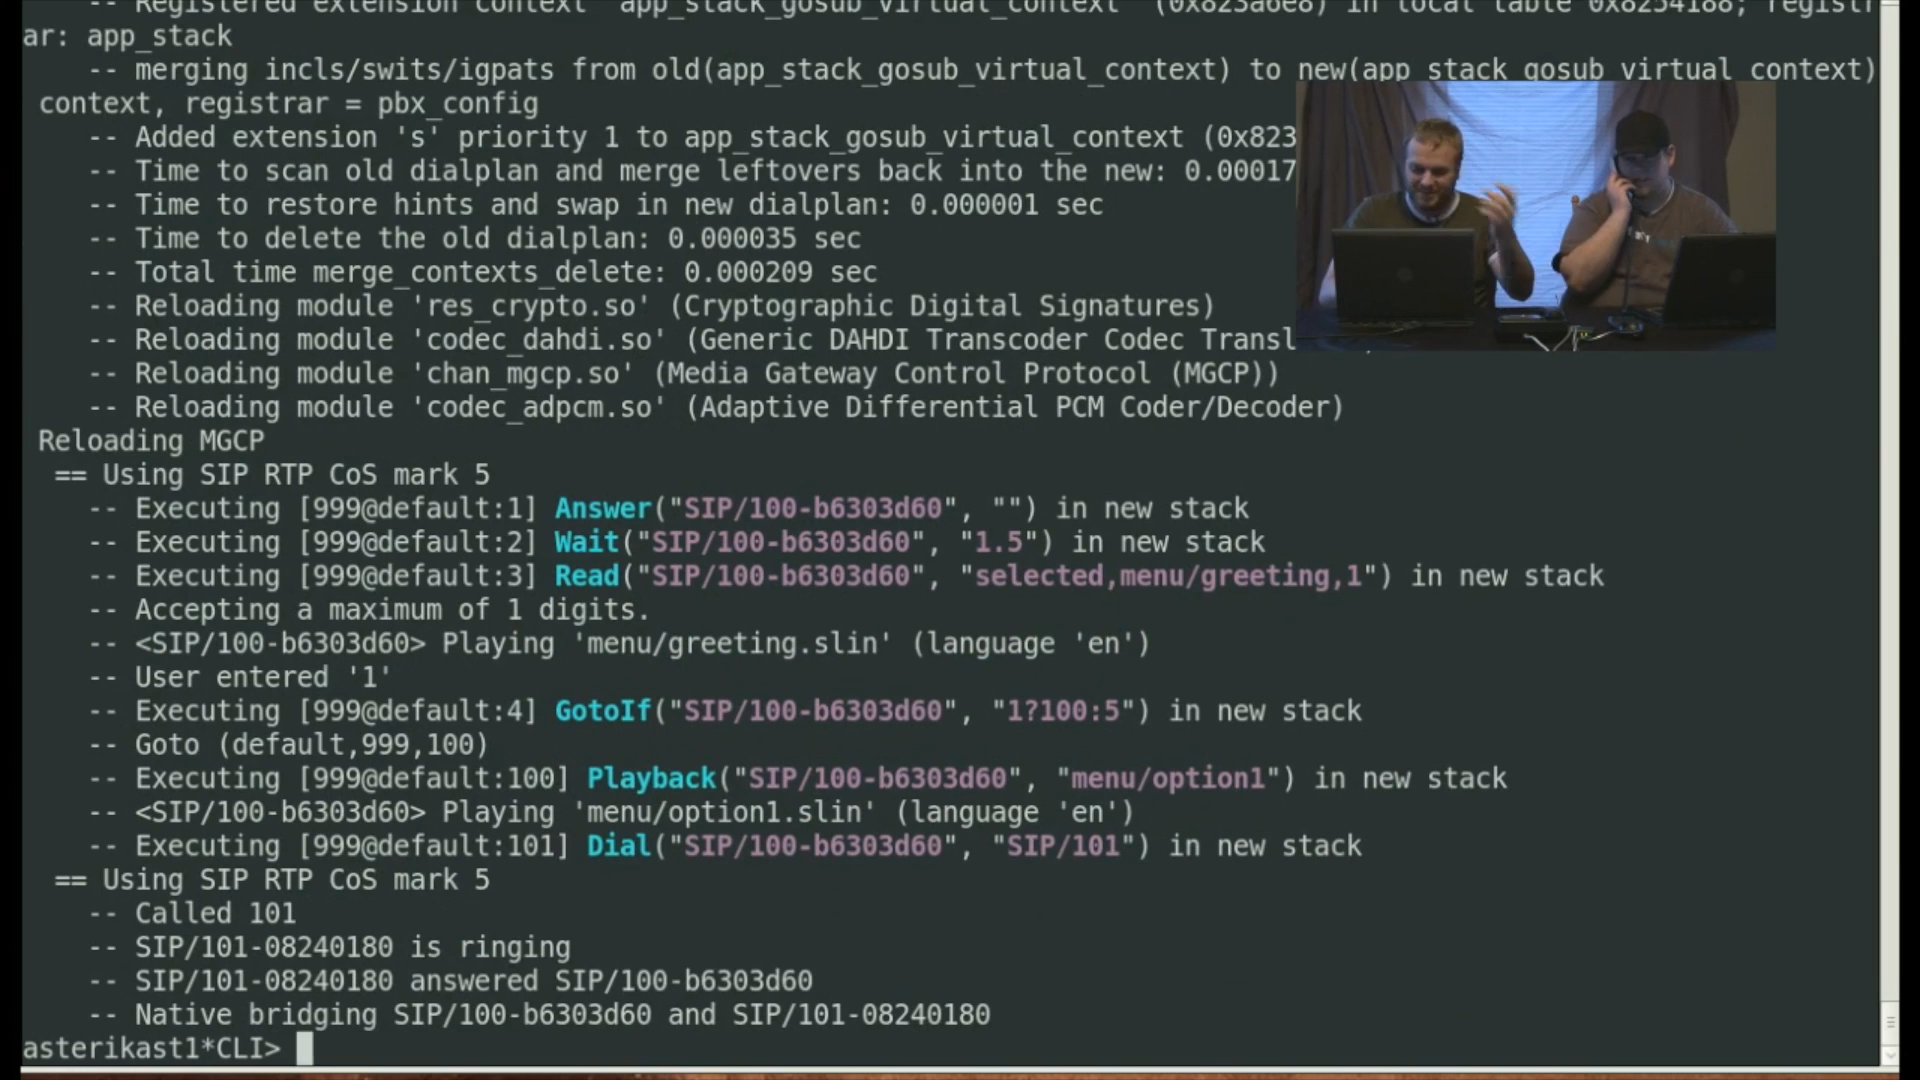 -- Registered extension context 'app_stack_gosub_virtual_context' (0x823a6e8) in local table 0x8254188; registr
ar: app_stack
-- merging incls/swits/igpats from old(app_stack_gosub_virtual_context) to new(app_stack_gosub_virtual_context)
context, registrar = pbx_config
-- Added extension 's' priority 1 to app_stack_gosub_virtual_context (0x823
-- Time to scan old dialplan and merge leftovers back into the new: 0.00017
-- Time to restore hints and swap in new dialplan: 0.000001 sec
-- Time to delete the old dialplan: 0.000035 sec
-- Total time merge_contexts_delete: 0.000209 sec
-- Reloading module 'res_crypto.so' (Cryptographic Digital Signatures)
-- Reloading module 'codec_dahdi.so' (Generic DAHDI Transcoder Codec Transl
-- Reloading module 'chan_mgcp.so' (Media Gateway Control Protocol (MGCP))
-- Reloading module 'codec_adpcm.so' (Adaptive Differential PCM Coder/Decoder)
Reloading MGCP
== Using SIP RTP CoS mark 5
-- Executing [999@default:1] Answer("SIP/100-b6303d60", "") in new stack
-- Executing [999@default:2] Wait("SIP/100-b6303d60", "1.5") in new stack
-- Executing [999@default:3] Read("SIP/100-b6303d60", "selected,menu/greeting,1") in new stack
-- Accepting a maximum of 1 digits.
-- <SIP/100-b6303d60> Playing 'menu/greeting.slin' (language 'en')
-- User entered '1'
-- Executing [999@default:4] GotoIf("SIP/100-b6303d60", "1?100:5") in new stack
-- Goto (default,999,100)
-- Executing [999@default:100] Playback("SIP/100-b6303d60", "menu/option1") in new stack
-- <SIP/100-b6303d60> Playing 'menu/option1.slin' (language 'en')
-- Executing [999@default:101] Dial("SIP/100-b6303d60", "SIP/101") in new stack
== Using SIP RTP CoS mark 5
-- Called 101
-- SIP/101-08240180 is ringing
-- SIP/101-08240180 answered SIP/100-b6303d60
-- Native bridging SIP/100-b6303d60 and SIP/101-08240180
asterikast1*CLI>